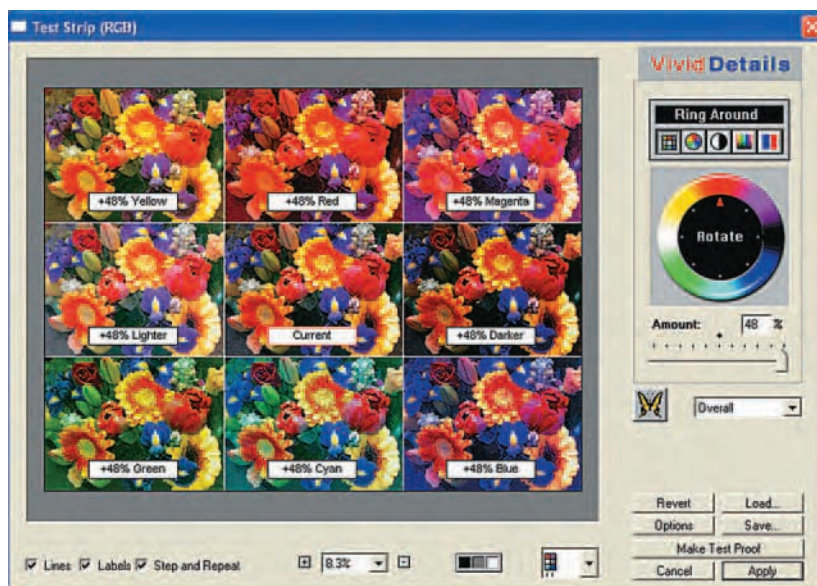 Test Strip (RGB)
Vivid Details
Ring Around
+48% Yellow
+48% Red
+48% Magenta
Rotate
+48% Lighter
Current
+48% Darker
Amount: 48 %
Overall
+48% Green
+48% Cyan
+48% Blue
Revert
Load...
Options
Save...
Make Test Proof
Cancel
Apply
Lines
Labels
Step and Repeat
8.3%